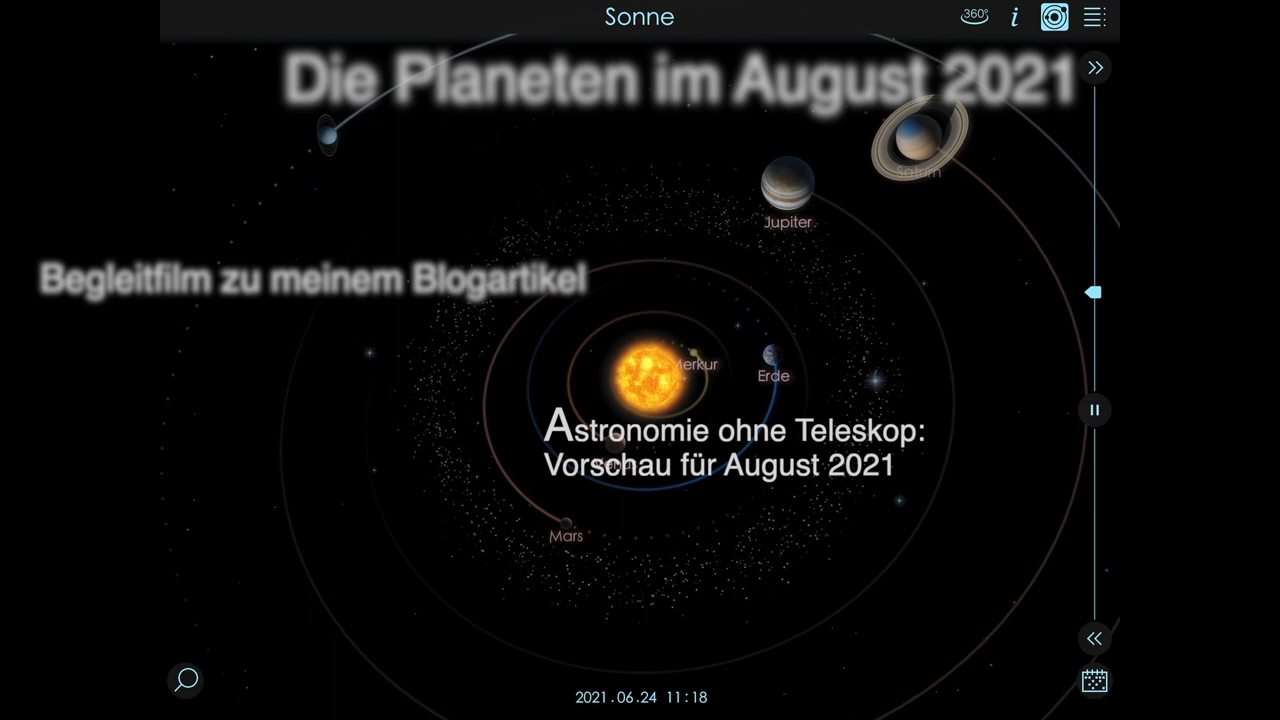 Sonne
360°
i
Die Planeten im August 2021
Saturn
Jupiter
Begleitfilm zu meinem Blogartikel
Merkur
Erde
Astronomie ohne Teleskop:
Vorschau für August 2021
Mars
2021.06.24 11:18